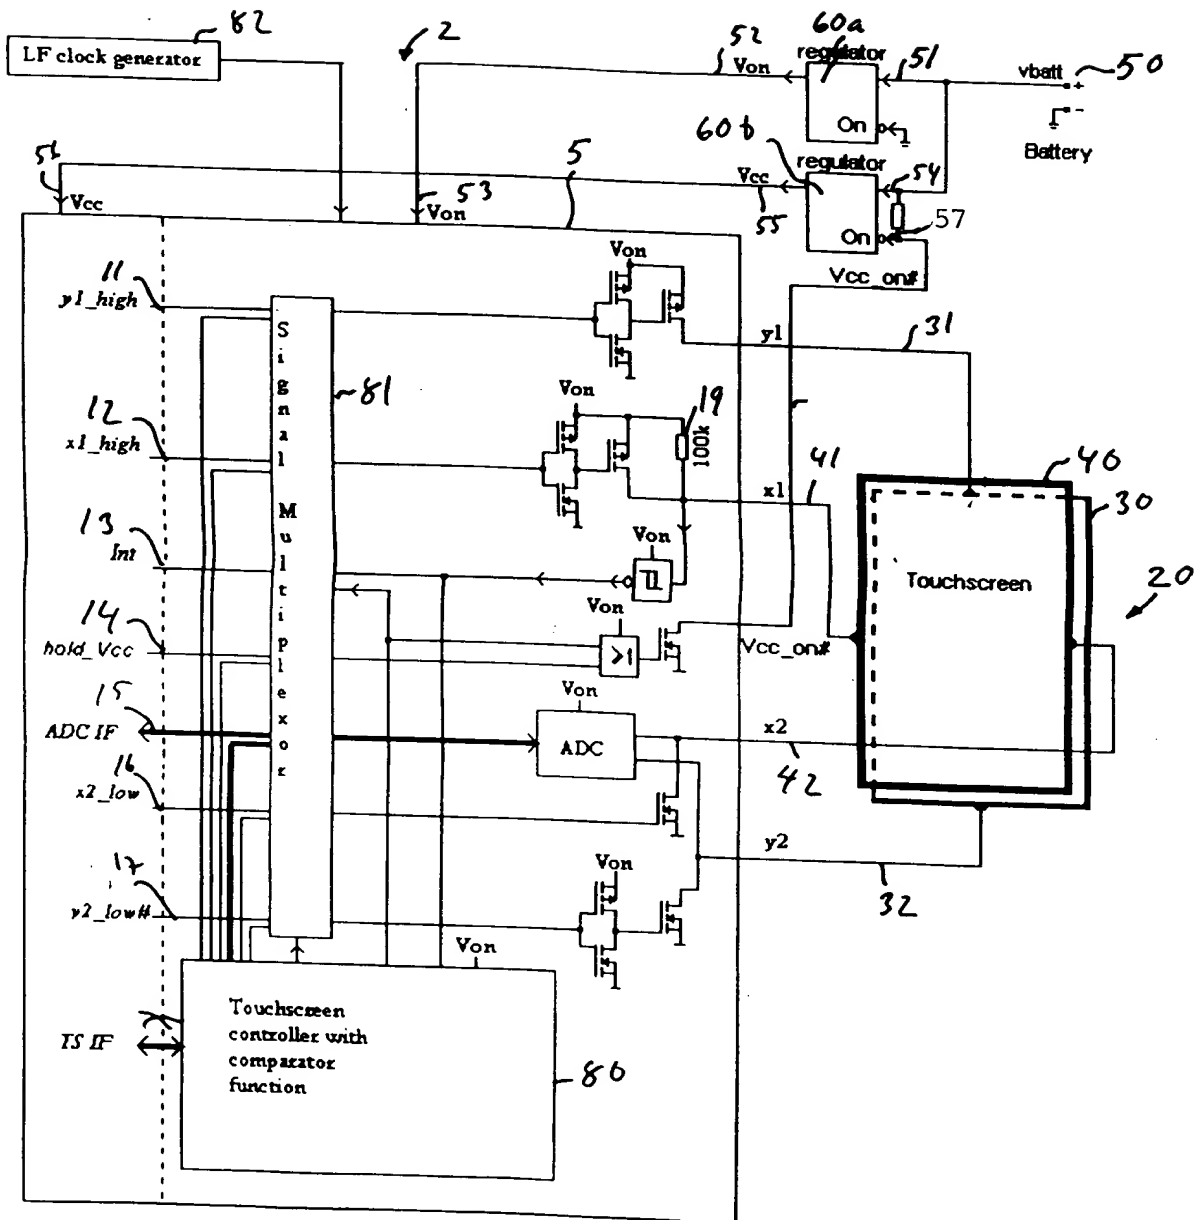 82
LF clock generator
2
52
Von
60a
regulator
On
51
vbatt
50
+
-
Battery
60b
regulator
On
54
57
Vcc
55
Vcc_on#
51
Vcc
53
Von
5
11
y1_high
Von
y1
31
Signal Multiplexor
81
12
x1_high
Von
19
100k
x1
41
40
30
13
Int
Von
Touchscreen
20
14
hold_Vcc
Von
>1
Vcc_on#
15
ADC IF
Von
ADC
x2
42
16
x2_low
y2
32
17
y2_low#
Von
Von
Touchscreen
controller with
comparator
function
80
TS IF